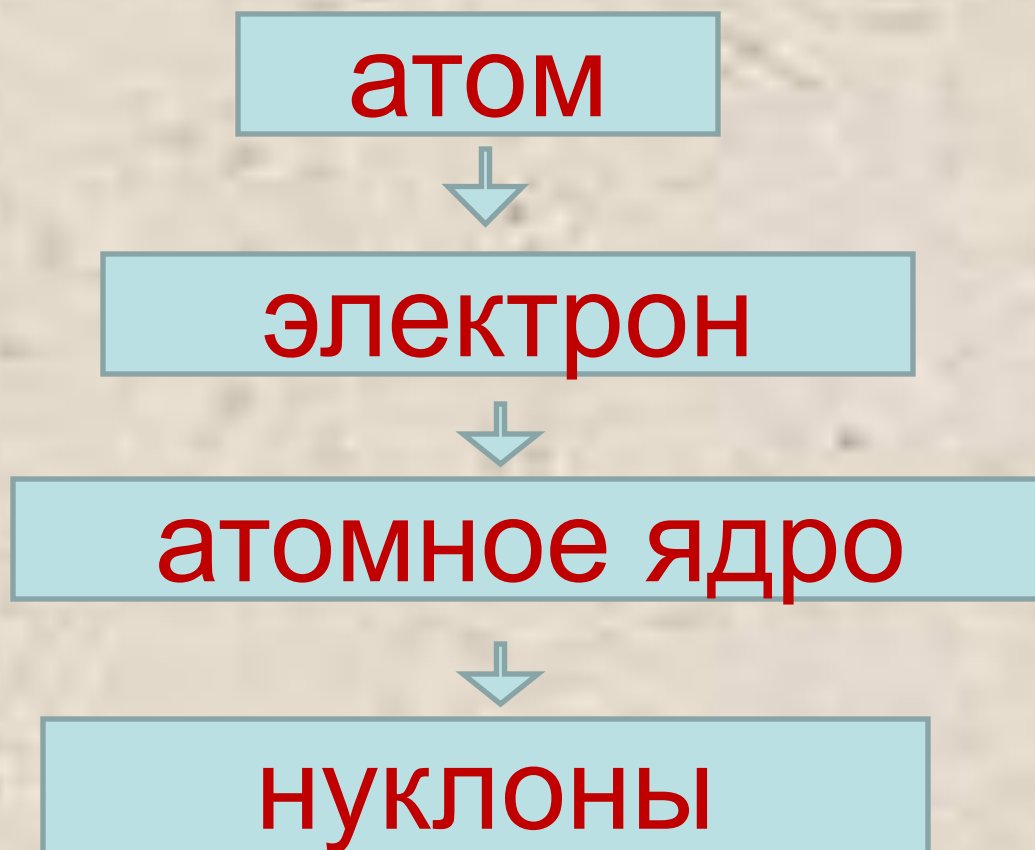 атом
электрон
атомное ядро
нуклоны